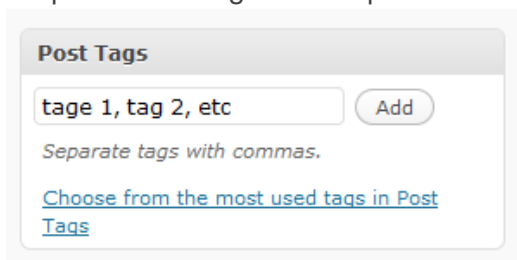 Post Tags
tage 1, tag 2, etc Add
Separate tags with commas.
Choose from the most used tags in Post
Tags